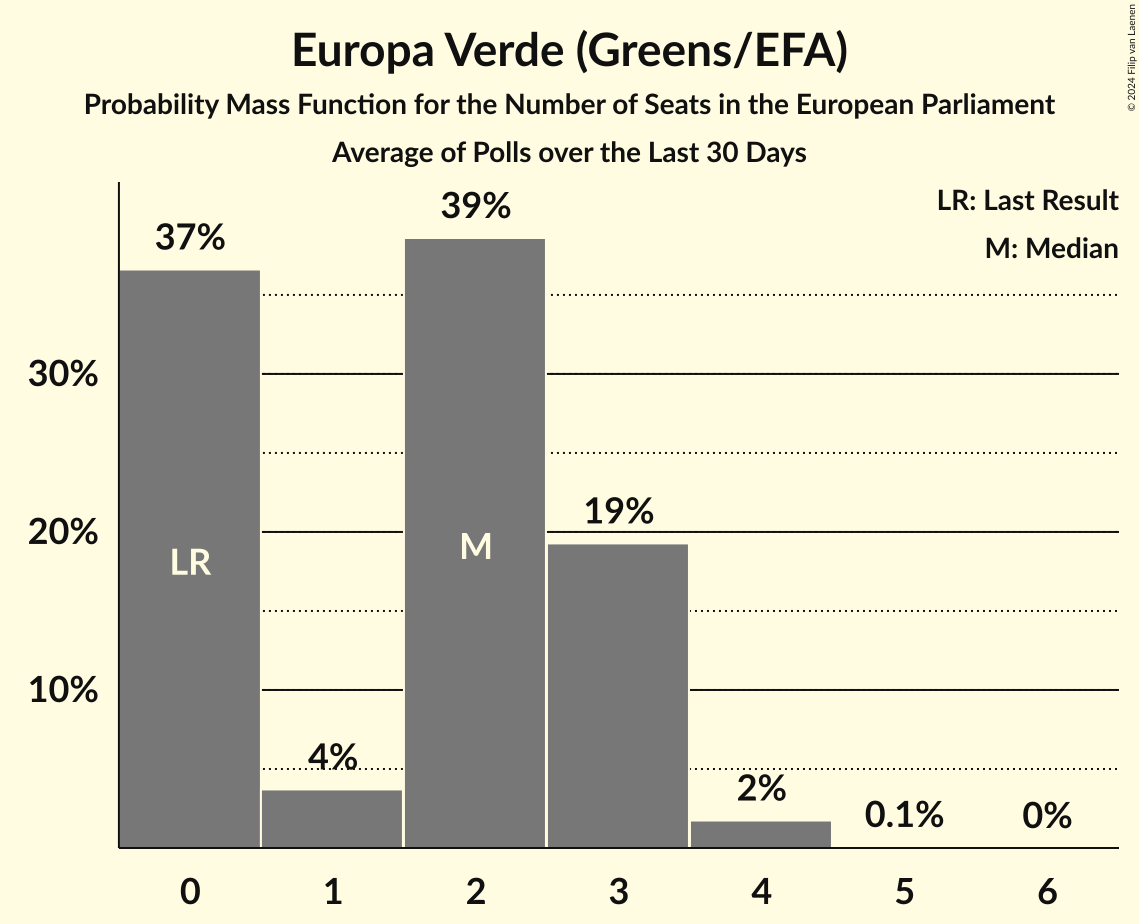 Europa Verde (Greens/EFA)
Probability Mass Function for the Number of Seats in the European Parliament
Average of Polls over the Last 30 Days
© 2024 Filip van Laenen
LR: Last Result
M: Median
37%
4%
39%
19%
2%
0.1%
0%
LR
M
30%
20%
10%
0 1 2 3 4 5 6